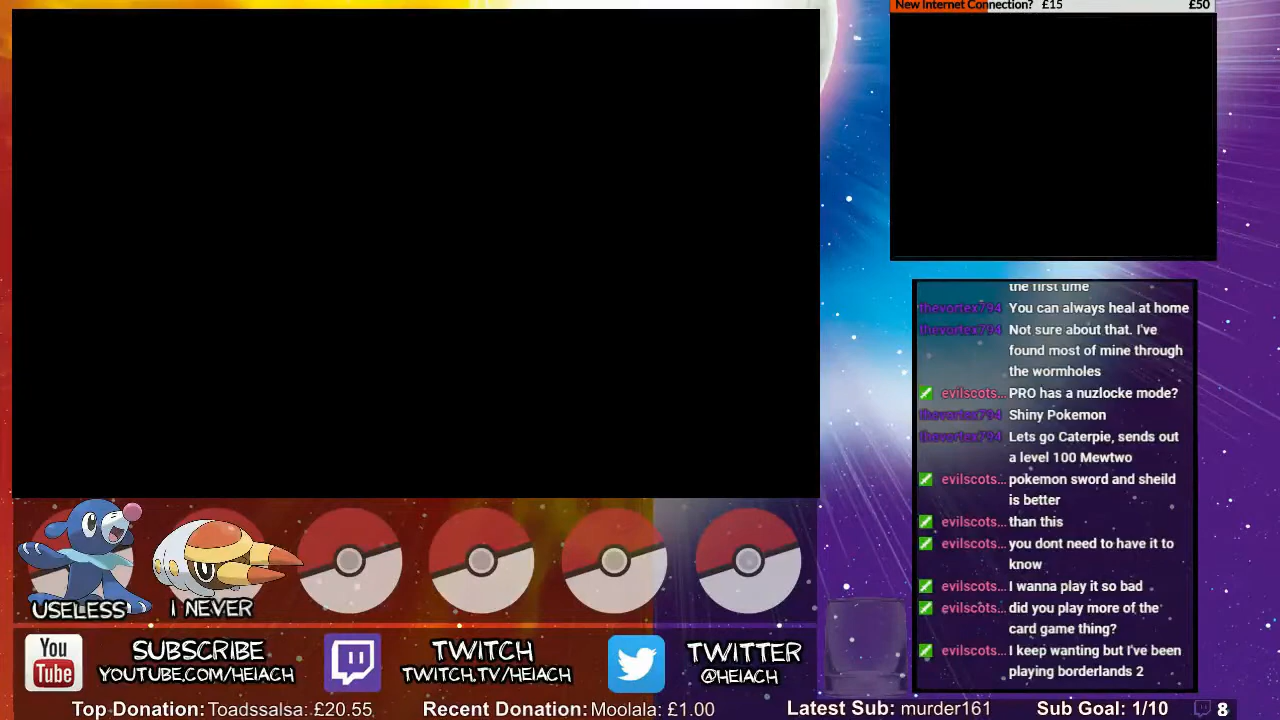 New Internet Connection? £15 £50
the first time
thevortex794 You can always heal at home
thevortex794 Not sure about that. I've
found most of mine through
the wormholes
evilscots... PRO has a nuzlocke mode?
thevortex794 Shiny Pokemon
thevortex794 Lets go Caterpie, sends out
a level 100 Mewtwo
evilscots... pokemon sword and sheild
is better
evilscots... than this
evilscots... you dont need to have it to
know
evilscots... I wanna play it so bad
evilscots... did you play more of the
card game thing?
evilscots... I keep wanting but I've been
playing borderlands 2
USELESS I NEVER
You Tube SUBSCRIBE
YOUTUBE.COM/HEIACH
TWITCH
TWITCH.TV/HEIACH
TWITTER
@HEIACH
Top Donation: Toadssalsa: £20.55 Recent Donation: Moolala: £1.00 Latest Sub: murder161 Sub Goal: 1/10 8